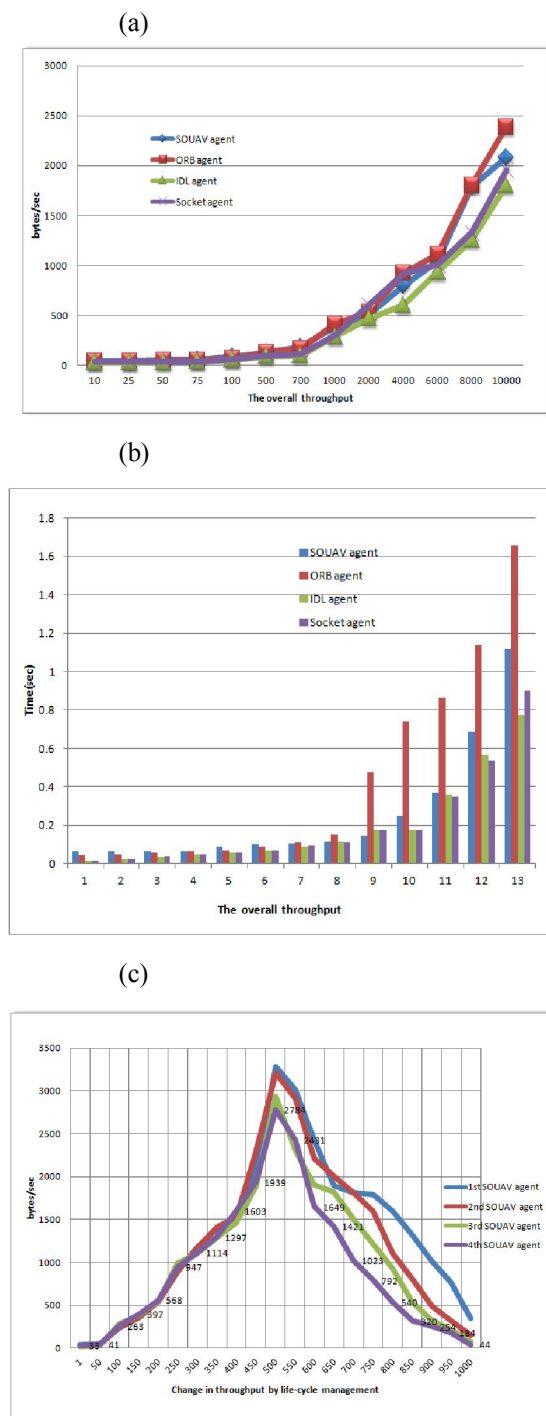 (a)
3000
2500
2000
1500
1000
500
0
bytes/sec
SOUAV agent
ORB agent
IDL agent
Socket agent
10 25 50 75 100 500 700 1000 2000 4000 6000 8000 10000
The overall throughput
(b)
1.8
1.6
1.4
1.2
1
0.8
0.6
0.4
0.2
0
Time(sec)
SOUAV agent
ORB agent
IDL agent
Socket agent
1 2 3 4 5 6 7 8 9 10 11 12 13
The overall throughput
(c)
3500
3000
2500
2000
1500
1000
500
0
bytes/sec
33 41 263 397 568 947 1114 1297 1603 1939 2784 2431 1649 1421 1023 792 540 320 254 184 44
1st SOUAV agent
2nd SOUAV agent
3rd SOUAV agent
4th SOUAV agent
1 50 100 150 200 250 300 350 400 450 500 550 600 650 700 750 800 850 900 950 1000
Change in throughput by life-cycle management